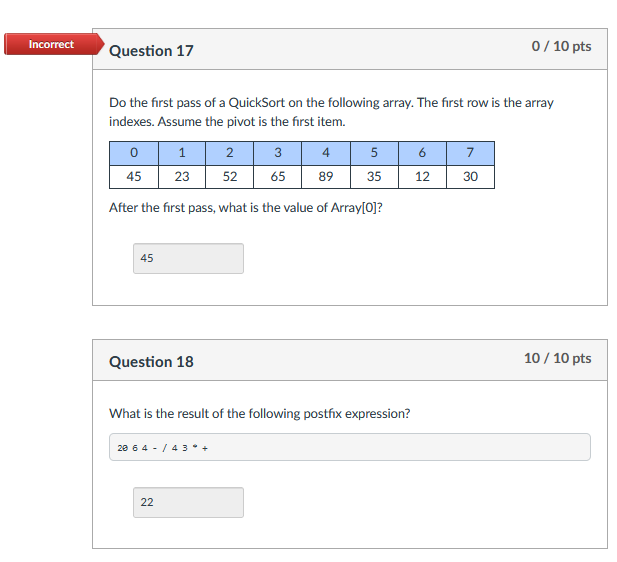 Incorrect
Question 17
0 / 10 pts
Do the first pass of a QuickSort on the following array. The first row is the array
indexes. Assume the pivot is the first item.
0 1 2 3 4 5 6 7
45 23 52 65 89 35 12 30
After the first pass, what is the value of Array[0]?
45
Question 18
10 / 10 pts
What is the result of the following postfix expression?
20 6 4 - / 4 3 * +
22